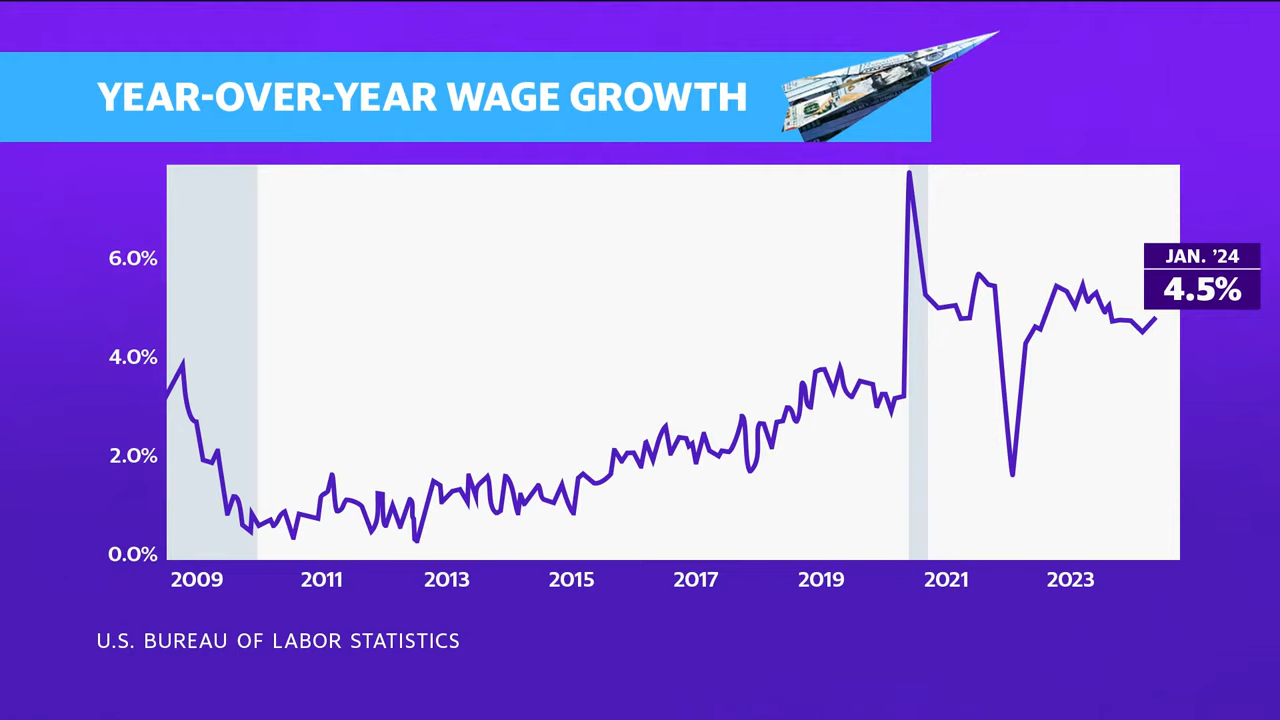 YEAR-OVER-YEAR WAGE GROWTH
JAN. ’24
4.5%
6.0%
4.0%
2.0%
0.0%
2009 2011 2013 2015 2017 2019 2021 2023
U.S. BUREAU OF LABOR STATISTICS